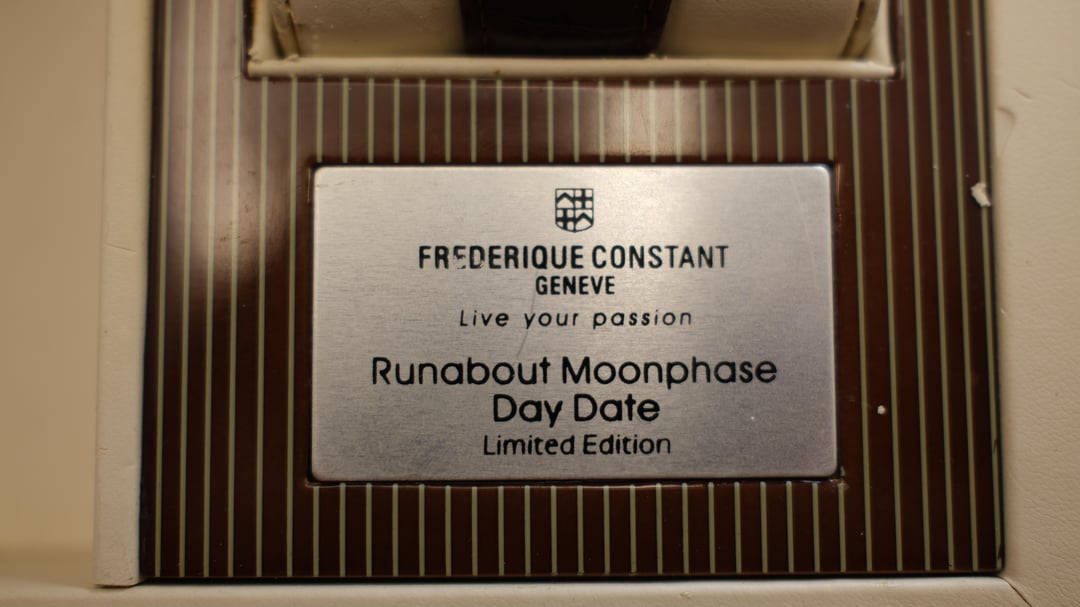 FREDERIQUE CONSTANT
GENEVE
Live your passion
Runabout Moonphase
Day Date
Limited Edition